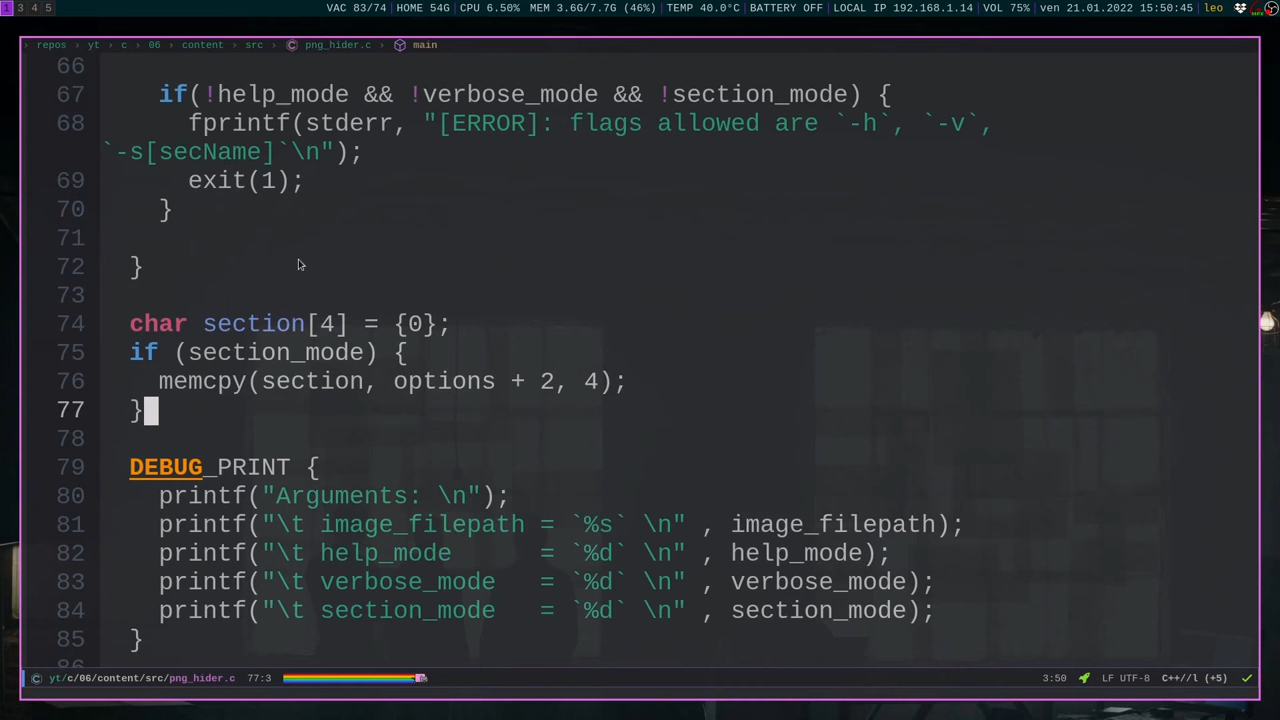 1 3 4 5 VAC 83/74|HOME 54G|CPU 6.50%|MEM 3.6G/7.7G (46%)|TEMP 40.0°C|BATTERY OFF|LOCAL IP 192.168.1.14|VOL 75%|ven 21.01.2022 15:50:45|leo
repos > yt > c > 06 > content > src > png_hider.c > main
66
67     if(!help_mode && !verbose_mode && !section_mode) {
68       fprintf(stderr, "[ERROR]: flags allowed are `-h`, `-v`,
`-s[secName]`\n");
69       exit(1);
70     }
71
72   }
73
74   char section[4] = {0};
75   if (section_mode) {
76     memcpy(section, options + 2, 4);
77   }
78
79   DEBUG_PRINT {
80     printf("Arguments: \n");
81     printf("\t image_filepath = `%s` \n" , image_filepath);
82     printf("\t help_mode      = `%d` \n" , help_mode);
83     printf("\t verbose_mode   = `%d` \n" , verbose_mode);
84     printf("\t section_mode   = `%d` \n" , section_mode);
85   }
yt/c/06/content/src/png_hider.c 77:3 3:50 LF UTF-8 C++//l (+5)